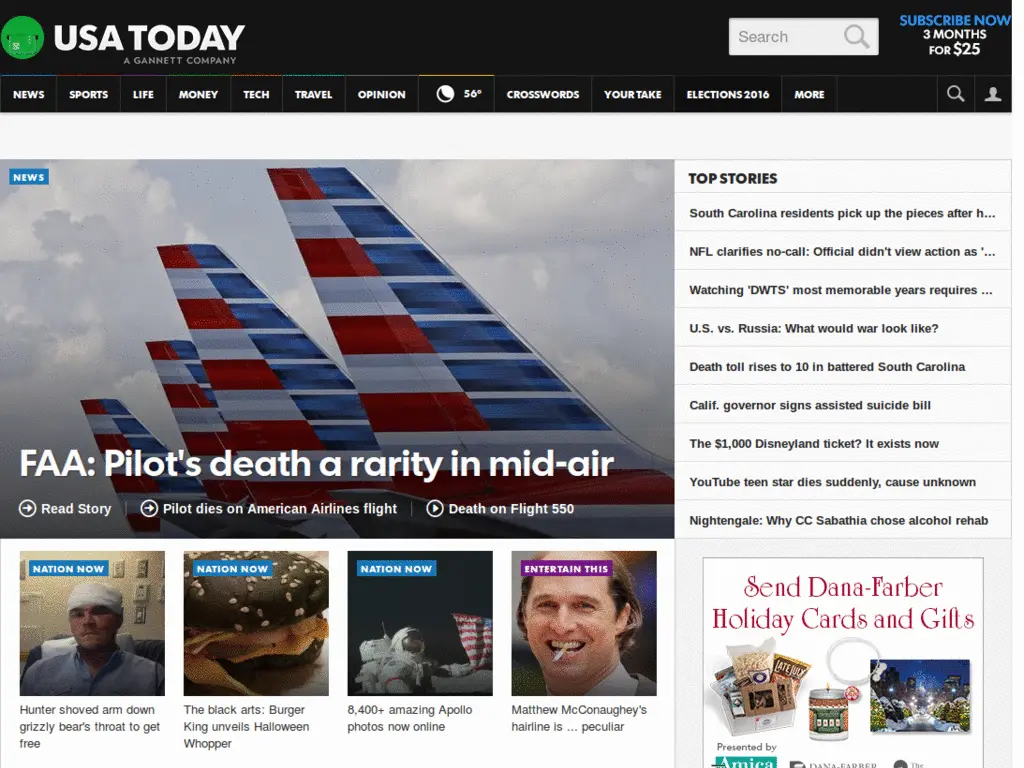 USA TODAY
A GANNETT COMPANY
Search
SUBSCRIBE NOW
3 MONTHS
FOR $25
NEWS SPORTS LIFE MONEY TECH TRAVEL OPINION 56° CROSSWORDS YOUR TAKE ELECTIONS 2016 MORE
NEWS
FAA: Pilot's death a rarity in mid-air
Read Story
Pilot dies on American Airlines flight
Death on Flight 550
TOP STORIES
South Carolina residents pick up the pieces after h...
NFL clarifies no-call: Official didn't view action as '...
Watching 'DWTS' most memorable years requires ...
U.S. vs. Russia: What would war look like?
Death toll rises to 10 in battered South Carolina
Calif. governor signs assisted suicide bill
The $1,000 Disneyland ticket? It exists now
YouTube teen star dies suddenly, cause unknown
Nightengale: Why CC Sabathia chose alcohol rehab
NATION NOW
Hunter shoved arm down
grizzly bear's throat to get
free
NATION NOW
The black arts: Burger
King unveils Halloween
Whopper
NATION NOW
8,400+ amazing Apollo
photos now online
ENTERTAIN THIS
Matthew McConaughey's
hairline is ... peculiar
Send Dana-Farber
Holiday Cards and Gifts
LATE JULY
Presented by
Amica
DANA-FARBER
The